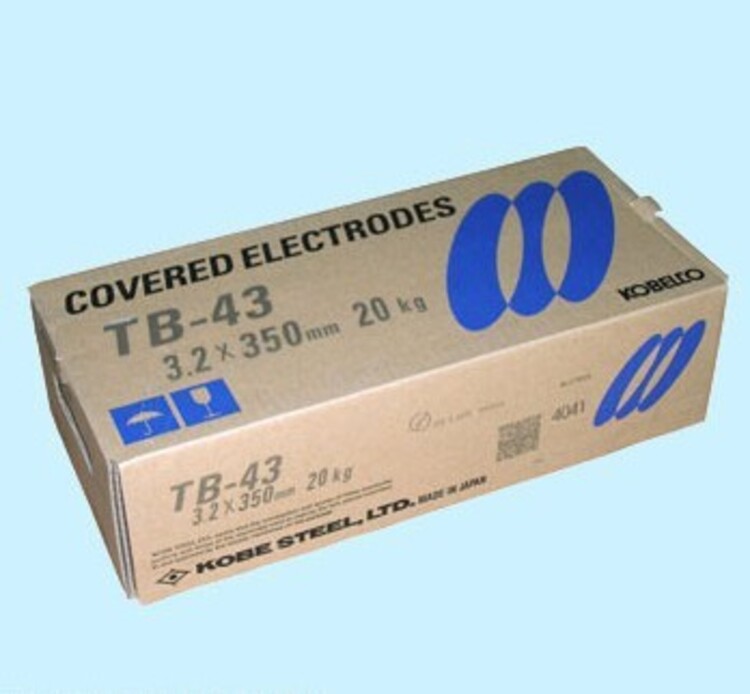 COVERED ELECTRODES
TB-43
3.2 X 350mm 20 kg
KOBELCO
4041
TB-43
3.2 X 350mm 20 kg
KOBE STEEL, LTD. MADE IN JAPAN